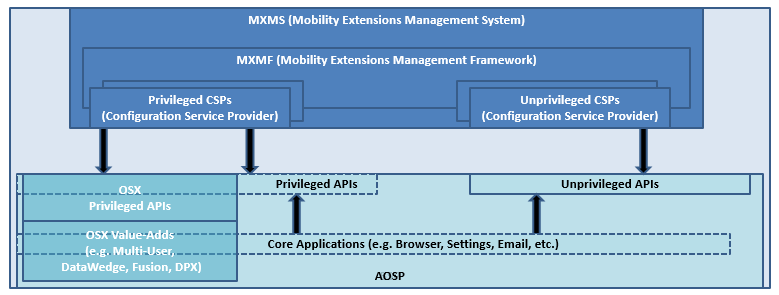 MXMS (Mobility Extensions Management System)
MXMF (Mobility Extensions Management Framework)
Privileged CSPs
(Configuration Service Provider)
Unprivileged CSPs
(Configuration Service Provider)
OSX
Privileged APIs
Privileged APIs
Unprivileged APIs
OSX Value-Adds
(e.g. Multi-User,
DataWedge, Fusion, DPX)
Core Applications (e.g. Browser, Settings, Email, etc.)
AOSP